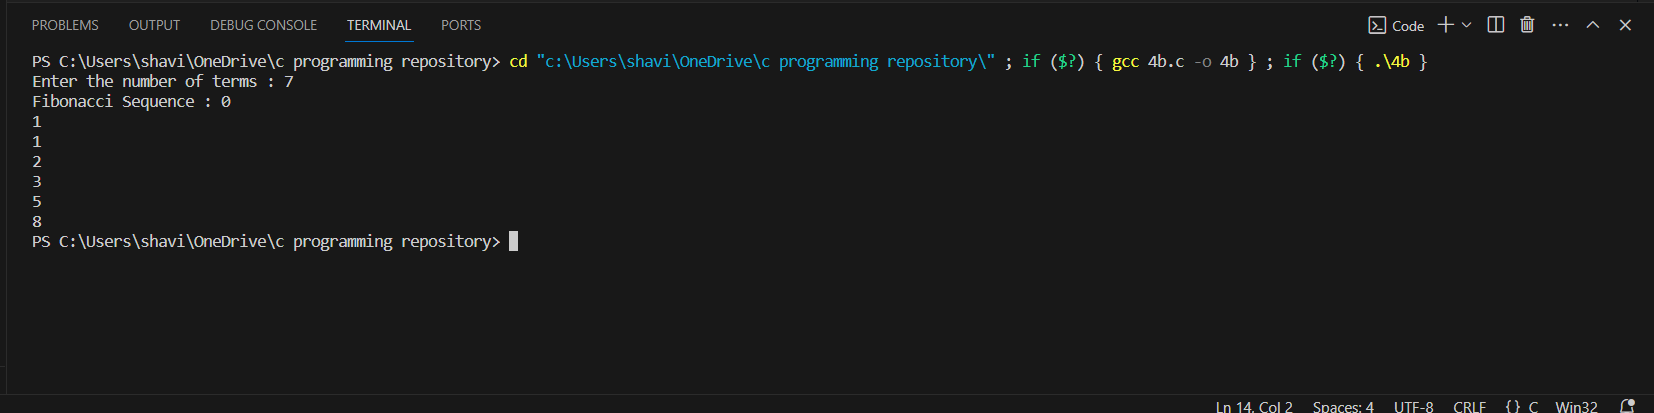 PROBLEMS OUTPUT DEBUG CONSOLE TERMINAL PORTS Code
PS C:\Users\shavi\OneDrive\c programming repository> cd "c:\Users\shavi\OneDrive\c programming repository\" ; if ($?) { gcc 4b.c -o 4b } ; if ($?) { .\4b }
Enter the number of terms : 7
Fibonacci Sequence : 0
1
1
2
3
5
8
PS C:\Users\shavi\OneDrive\c programming repository>
Ln 14, Col 2 Spaces: 4 UTF-8 CRLF {} C Win32